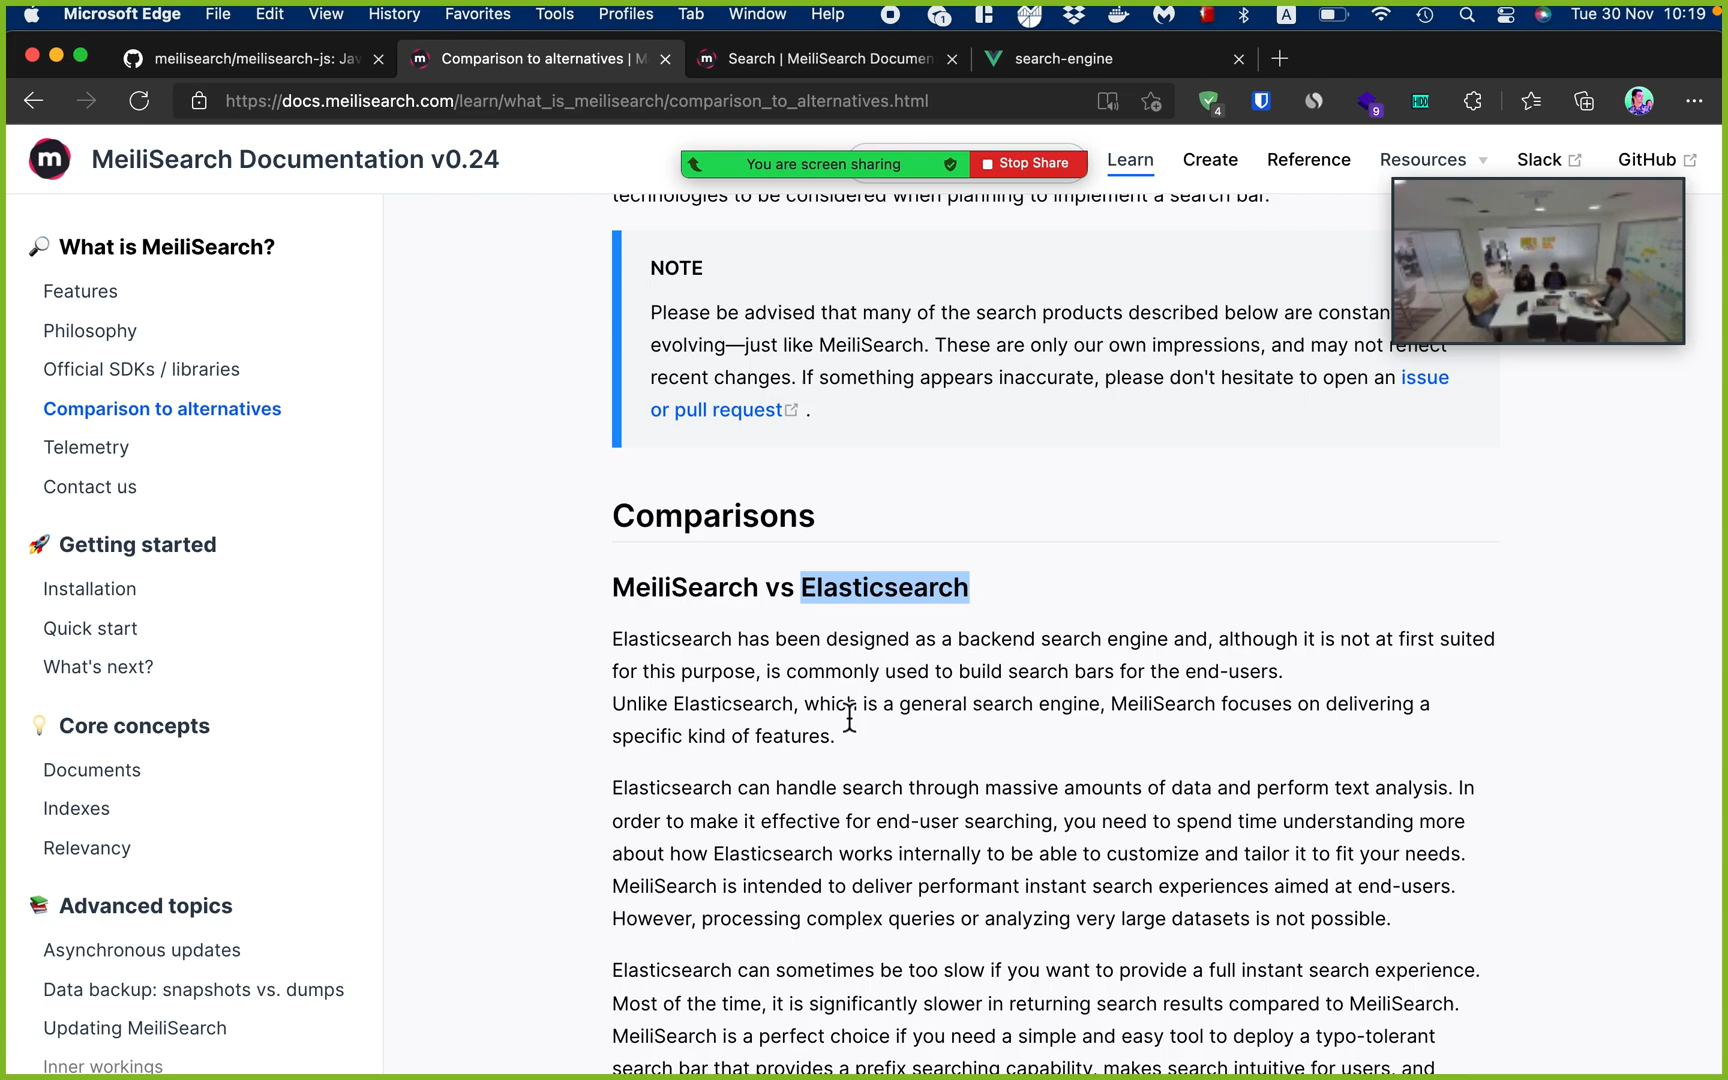 Microsoft Edge File Edit View History Favorites Tools Profiles Tab Window Help 1 A Tue 30 Nov 10:19
meilisearch/meilisearch-js: Jav
Comparison to alternatives | M
Search | MeiliSearch Documen
search-engine
https://docs.meilisearch.com/learn/what_is_meilisearch/comparison_to_alternatives.html 4 HDD 9
m MeiliSearch Documentation v0.24
You are screen sharing Stop Share
Learn Create Reference Resources Slack GitHub
What is MeiliSearch?
Features
Philosophy
Official SDKs / libraries
Comparison to alternatives
Telemetry
Contact us
Getting started
Installation
Quick start
What's next?
Core concepts
Documents
Indexes
Relevancy
Advanced topics
Asynchronous updates
Data backup: snapshots vs. dumps
Updating MeiliSearch
Inner workings
technologies to be considered when planning to implement a search bar.
NOTE
Please be advised that many of the search products described below are constan
evolving—just like MeiliSearch. These are only our own impressions, and may not reflect
recent changes. If something appears inaccurate, please don't hesitate to open an issue
or pull request .
Comparisons
MeiliSearch vs Elasticsearch
Elasticsearch has been designed as a backend search engine and, although it is not at first suited
for this purpose, is commonly used to build search bars for the end-users.
Unlike Elasticsearch, which is a general search engine, MeiliSearch focuses on delivering a
specific kind of features.
Elasticsearch can handle search through massive amounts of data and perform text analysis. In
order to make it effective for end-user searching, you need to spend time understanding more
about how Elasticsearch works internally to be able to customize and tailor it to fit your needs.
MeiliSearch is intended to deliver performant instant search experiences aimed at end-users.
However, processing complex queries or analyzing very large datasets is not possible.
Elasticsearch can sometimes be too slow if you want to provide a full instant search experience.
Most of the time, it is significantly slower in returning search results compared to MeiliSearch.
MeiliSearch is a perfect choice if you need a simple and easy tool to deploy a typo-tolerant
search bar that provides a prefix searching capability, makes search intuitive for users, and